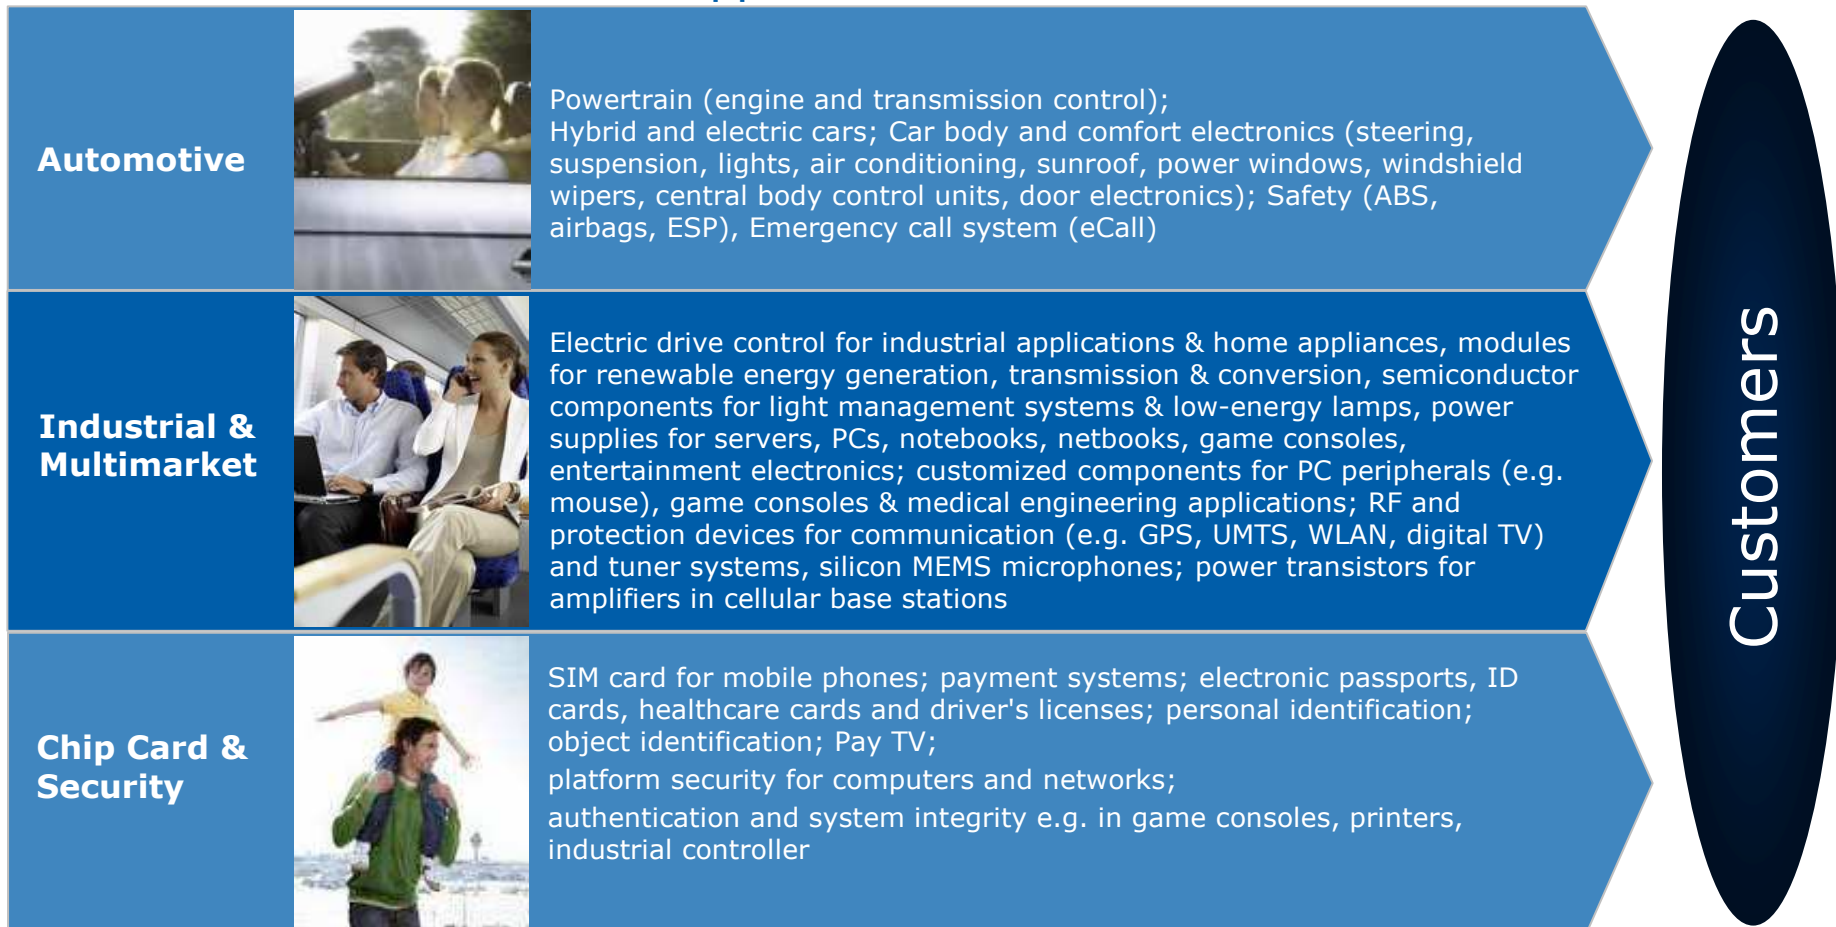 Automotive
Powertrain (engine and transmission control);
Hybrid and electric cars; Car body and comfort electronics (steering,
suspension, lights, air conditioning, sunroof, power windows, windshield
wipers, central body control units, door electronics); Safety (ABS,
airbags, ESP), Emergency call system (eCall)
Industrial &
Multimarket
Electric drive control for industrial applications & home appliances, modules
for renewable energy generation, transmission & conversion, semiconductor
components for light management systems & low-energy lamps, power
supplies for servers, PCs, notebooks, netbooks, game consoles,
entertainment electronics; customized components for PC peripherals (e.g.
mouse), game consoles & medical engineering applications; RF and
protection devices for communication (e.g. GPS, UMTS, WLAN, digital TV)
and tuner systems, silicon MEMS microphones; power transistors for
amplifiers in cellular base stations
Chip Card &
Security
SIM card for mobile phones; payment systems; electronic passports, ID
cards, healthcare cards and driver's licenses; personal identification;
object identification; Pay TV;
platform security for computers and networks;
authentication and system integrity e.g. in game consoles, printers,
industrial controller
Customers